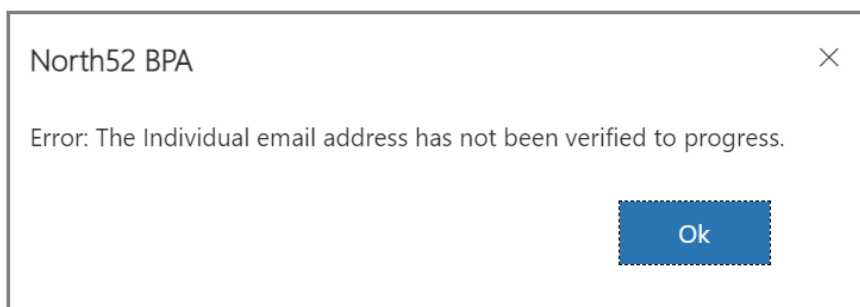 North52 BPA
Error: The Individual email address has not been verified to progress.
Ok